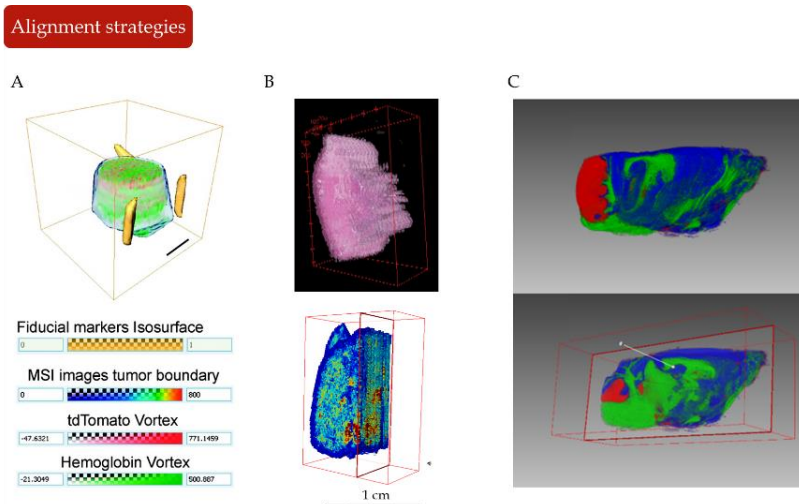 Alignment strategies
A
B
C
Fiducial markers Isosurface
0 1
MSI images tumor boundary
0 800
tdTomato Vortex
-47.6321 771.1459
Hemoglobin Vortex
-21.3049 500.887
1 cm